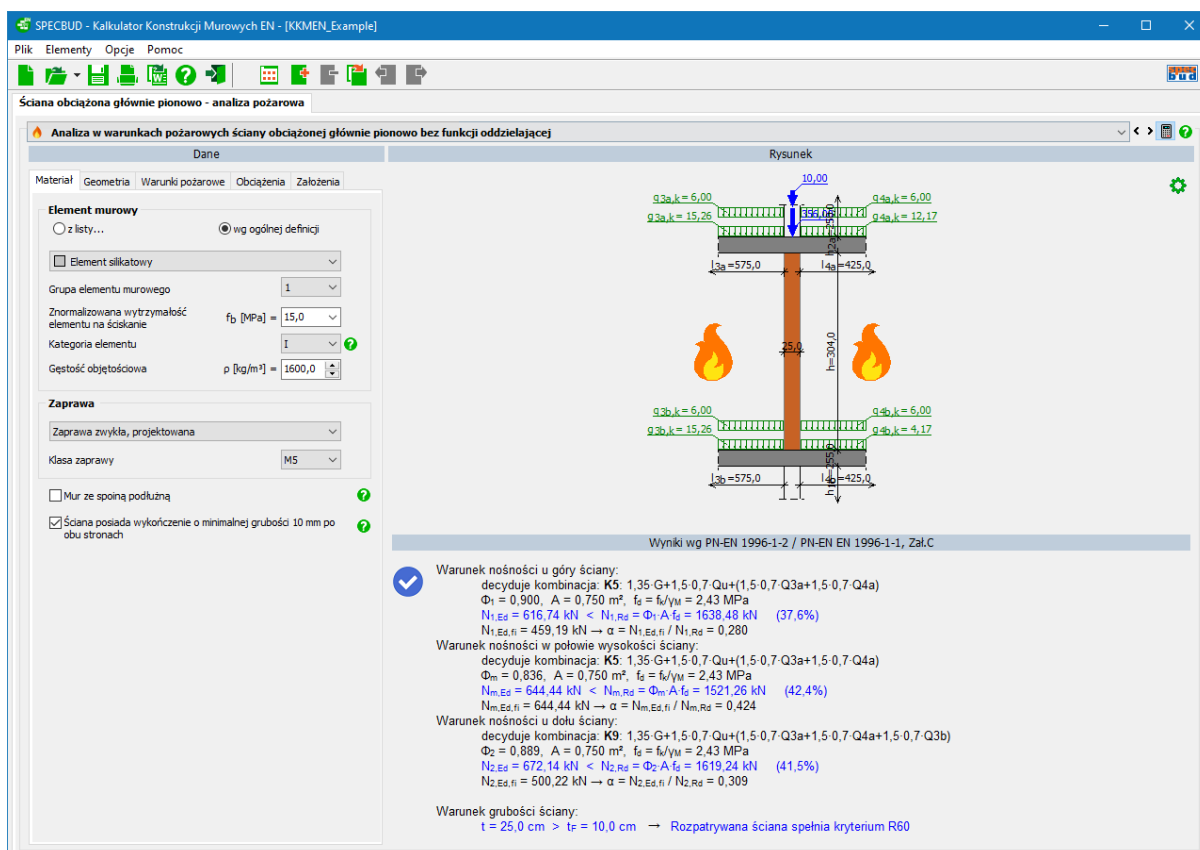 SPECBUD - Kalkulator Konstrukcji Murowych EN - [KKMEN_Example]
Plik Elementy Opcje Pomoc
spec bud
Ściana obciążona głównie pionowo - analiza pożarowa
Analiza w warunkach pożarowych ściany obciążonej głównie pionowo bez funkcji oddzielającej
Dane
Materiał Geometria Warunki pożarowe Obciążenia Założenia
Element murowy
z listy... wg ogólnej definicji
Element silikatowy
Grupa elementu murowego 1
Znormalizowana wytrzymałość
elementu na ściskanie fb [MPa] = 15,0
Kategoria elementu I
Gęstość objętościowa ρ [kg/m³] = 1600,0
Zaprawa
Zaprawa zwykła, projektowana
Klasa zaprawy M5
Mur ze spoiną podłużną
Ściana posiada wykończenie o minimalnej grubości 10 mm po
obu stronach
Rysunek
10,00
q3a,k = 6,00 q4a,k = 6,00
g3a,k = 15,26 g4a,k = 12,17
l3a =575,0 l4a =425,0
25,0
h=304,0
q3b,k = 6,00 q4b,k = 6,00
g3b,k = 15,26 g4b,k = 4,17
l3b =575,0 l4b =425,0
Wyniki wg PN-EN 1996-1-2 / PN-EN EN 1996-1-1, Zał.C
Warunek nośności u góry ściany:
decyduje kombinacja: K5: 1,35·G+1,5·0,7·Qu+(1,5·0,7·Q3a+1,5·0,7·Q4a)
Φ1 = 0,900, A = 0,750 m², fd = fk/γM = 2,43 MPa
N1,Ed = 616,74 kN < N1,Rd = Φ1·A·fd = 1638,48 kN (37,6%)
N1,Ed,fi = 459,19 kN → α = N1,Ed,fi / N1,Rd = 0,280
Warunek nośności w połowie wysokości ściany:
decyduje kombinacja: K5: 1,35·G+1,5·0,7·Qu+(1,5·0,7·Q3a+1,5·0,7·Q4a)
Φm = 0,836, A = 0,750 m², fd = fk/γM = 2,43 MPa
Nm,Ed = 644,44 kN < Nm,Rd = Φm·A·fd = 1521,26 kN (42,4%)
Nm,Ed,fi = 644,44 kN → α = Nm,Ed,fi / Nm,Rd = 0,424
Warunek nośności u dołu ściany:
decyduje kombinacja: K9: 1,35·G+1,5·0,7·Qu+(1,5·0,7·Q3a+1,5·0,7·Q4a+1,5·0,7·Q3b)
Φ2 = 0,889, A = 0,750 m², fd = fk/γM = 2,43 MPa
N2,Ed = 672,14 kN < N2,Rd = Φ2·A·fd = 1619,24 kN (41,5%)
N2,Ed,fi = 500,22 kN → α = N2,Ed,fi / N2,Rd = 0,309
Warunek grubości ściany:
t = 25,0 cm > tF = 10,0 cm → Rozpatrywana ściana spełnia kryterium R60